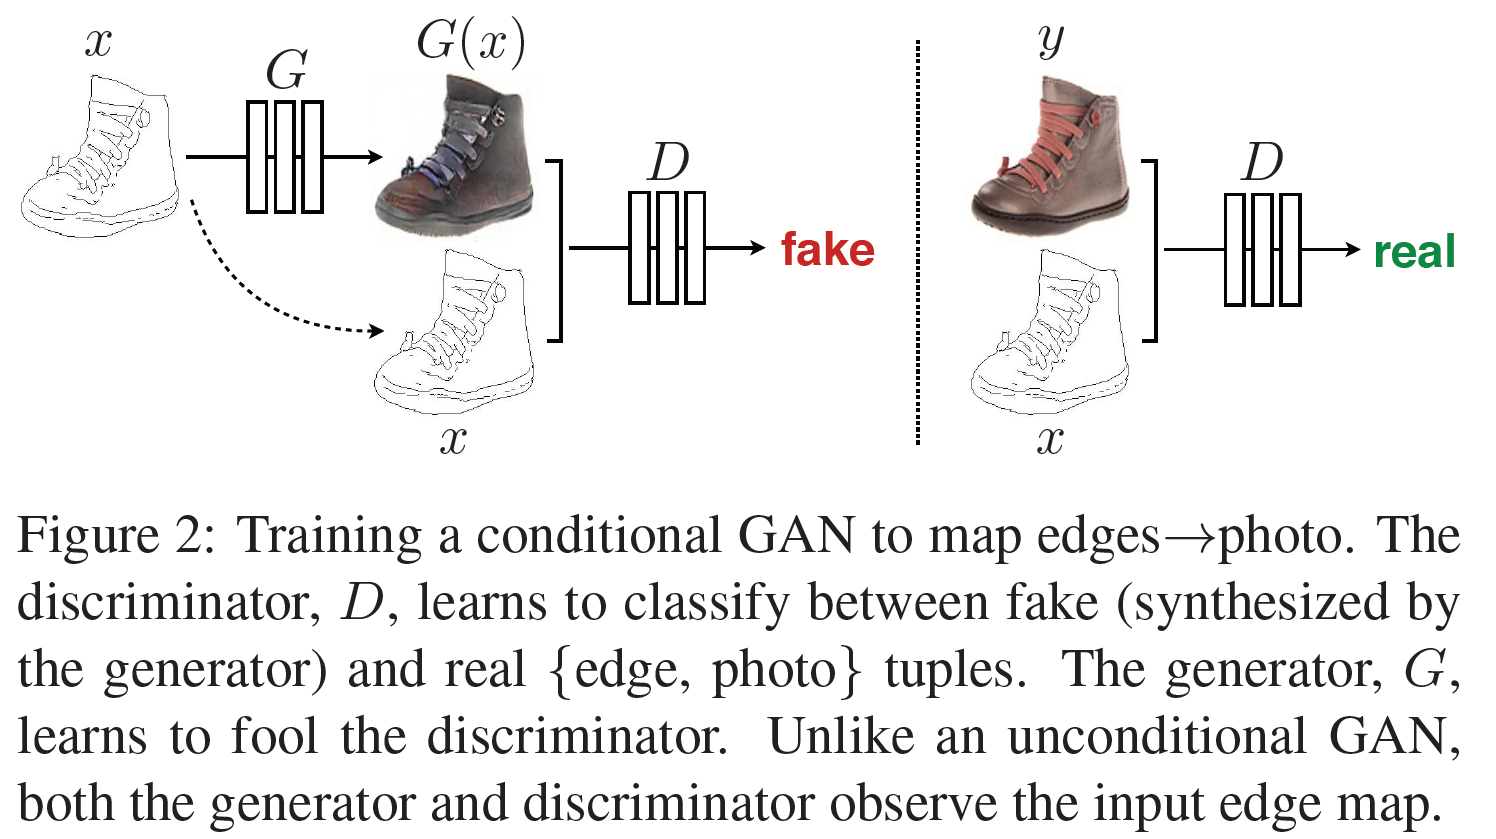 x
G
G(x)
D
fake
x
y
D
real
x
Figure 2: Training a conditional GAN to map edges→photo. The
discriminator, D, learns to classify between fake (synthesized by
the generator) and real {edge, photo} tuples. The generator, G,
learns to fool the discriminator. Unlike an unconditional GAN,
both the generator and discriminator observe the input edge map.